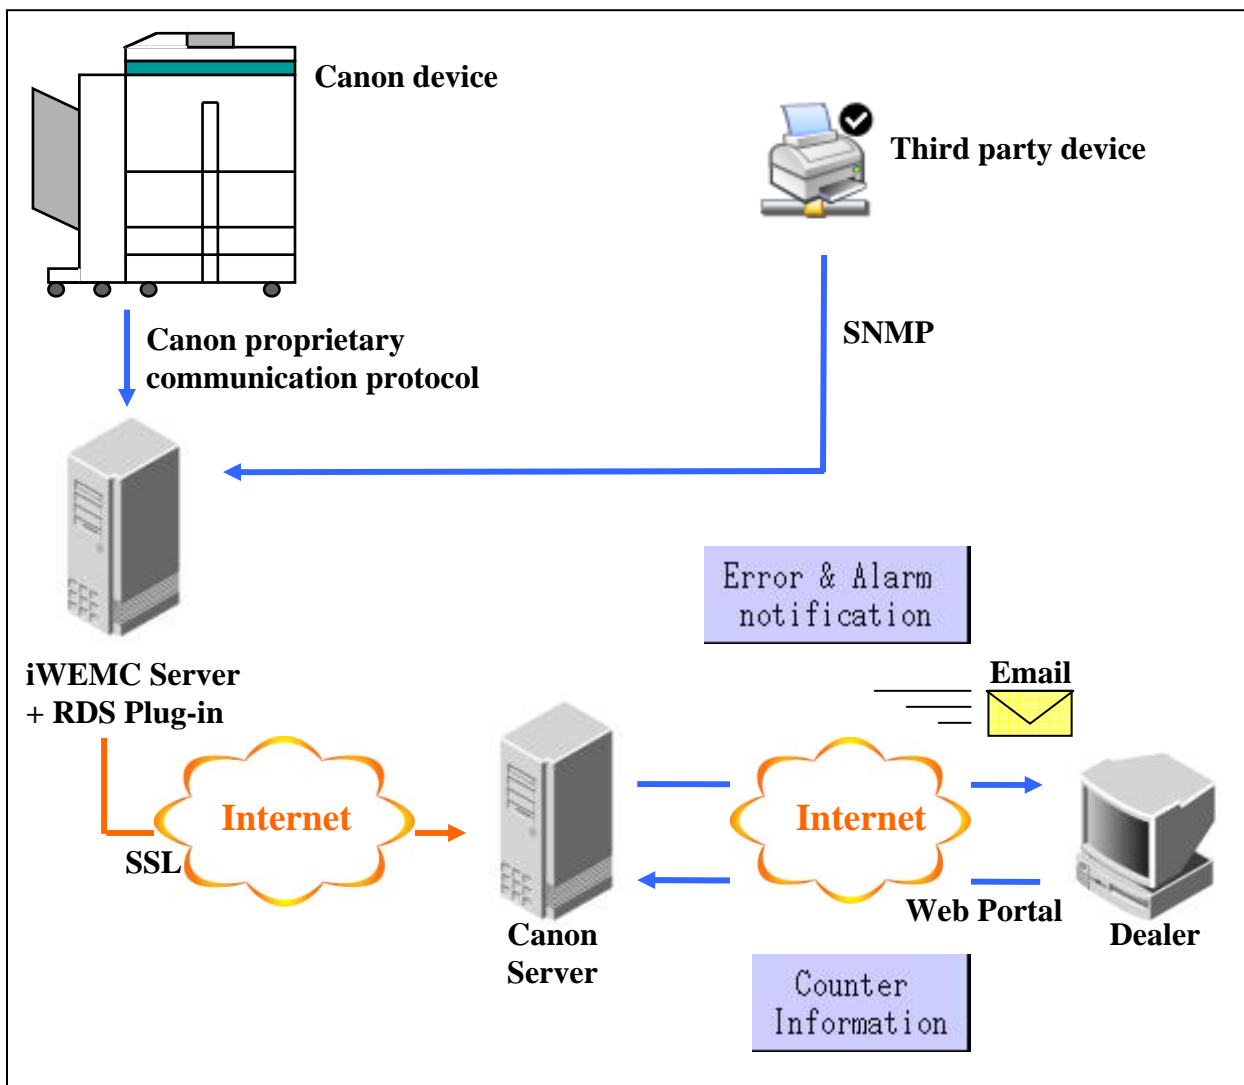 Canon device
Third party device
Canon proprietary
communication protocol
SNMP
Error & Alarm
notification
iWEMC Server
+ RDS Plug-in
Email
Internet
Internet
SSL
Web Portal
Canon
Server
Dealer
Counter
Information